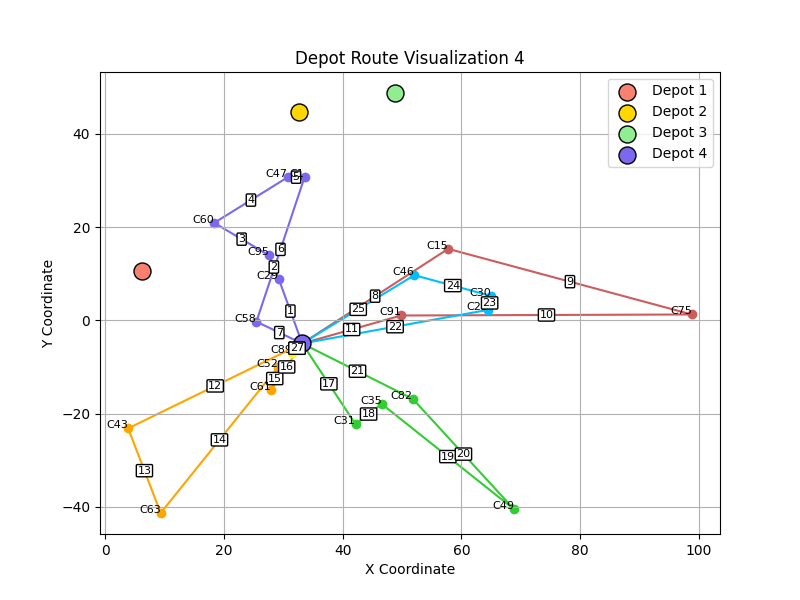 Depot Route Visualization 4
Depot 1
Depot 2
Depot 3
Depot 4
Y Coordinate
40
20
0
−20
−40
C47
5
4
C60
3
6
C95
2
C29
C15
C46
24
C30
9
8
23
25
1
C91
C75
10
C58
22
11
7
27
C89
C52
16
15
C61
12
17
21
14
C43
13
C63
C31
C35
18
C82
19
20
C49
0
20
40
60
80
100
X Coordinate